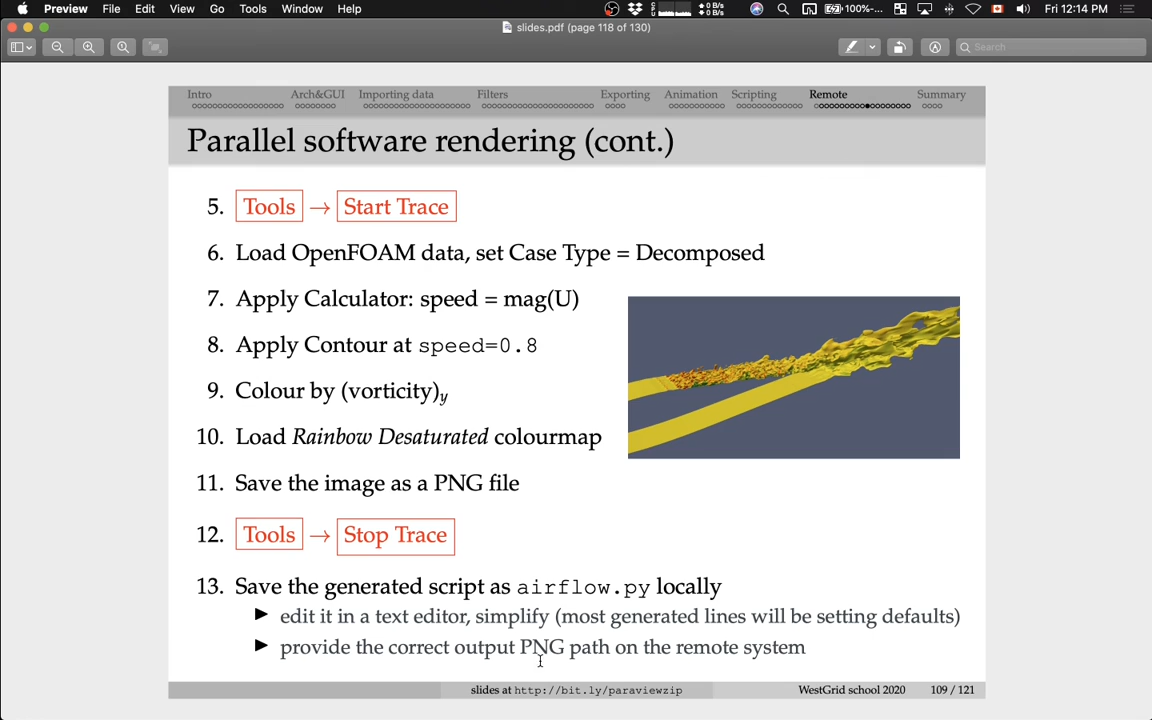 Preview File Edit View Go Tools Window Help
0 B/s
0 B/s
100%... Fri 12:14 PM
slides.pdf (page 118 of 130)
Search
Intro Arch&GUI Importing data Filters Exporting Animation Scripting Remote Summary
Parallel software rendering (cont.)
5. Tools → Start Trace
6. Load OpenFOAM data, set Case Type = Decomposed
7. Apply Calculator: speed = mag(U)
8. Apply Contour at speed=0.8
9. Colour by (vorticity)y
10. Load Rainbow Desaturated colourmap
11. Save the image as a PNG file
12. Tools → Stop Trace
13. Save the generated script as airflow.py locally
▶ edit it in a text editor, simplify (most generated lines will be setting defaults)
▶ provide the correct output PNG path on the remote system
slides at http://bit.ly/paraviewzip WestGrid school 2020 109 / 121